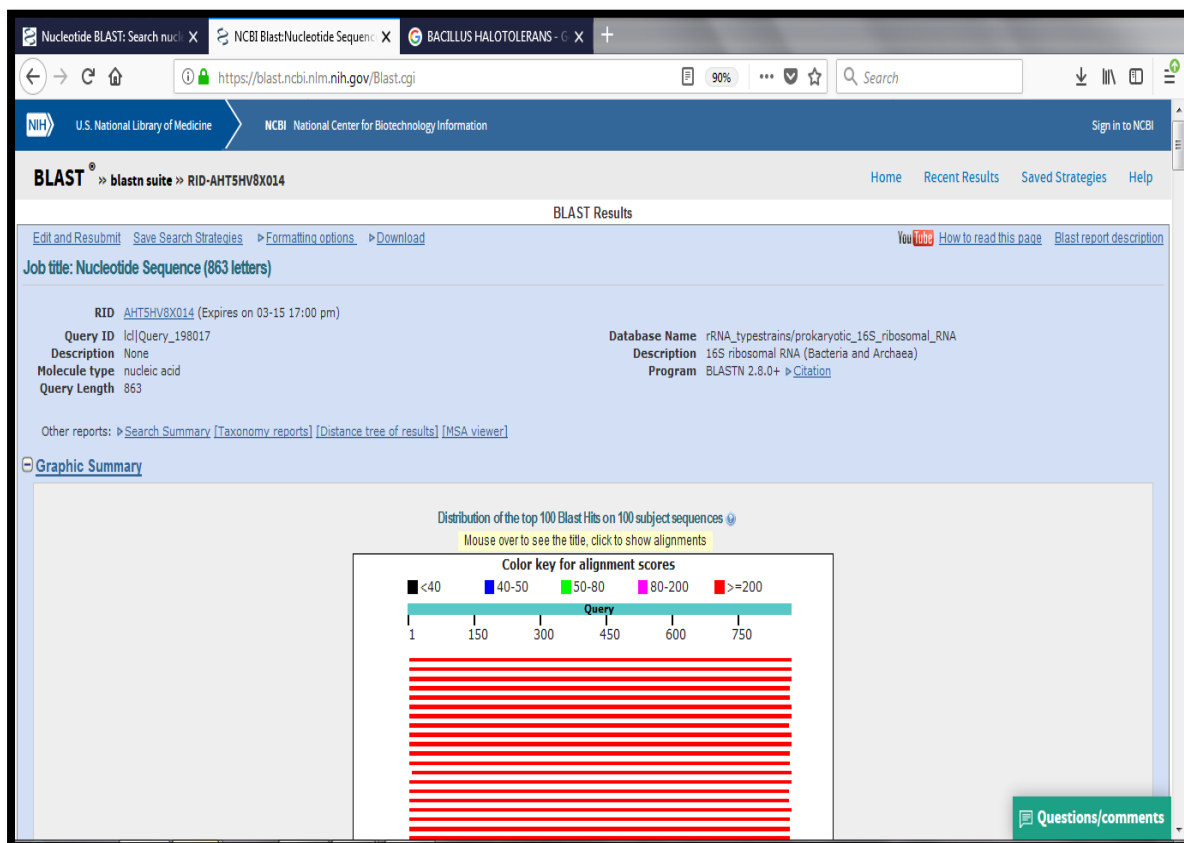 Nucleotide BLAST: Search nucl
NCBI Blast:Nucleotide Sequenc
BACILLUS HALOTOLERANS - G
https://blast.ncbi.nlm.nih.gov/Blast.cgi
90%
Search
NIH
U.S. National Library of Medicine
NCBI National Center for Biotechnology Information
Sign in to NCBI
BLAST ® » blastn suite » RID-AHT5HV8X014
Home Recent Results Saved Strategies Help
BLAST Results
Edit and Resubmit Save Search Strategies Formatting options Download
YouTube How to read this page Blast report description
Job title: Nucleotide Sequence (863 letters)
RID AHT5HV8X014 (Expires on 03-15 17:00 pm)
Query ID lcl|Query_198017
Description None
Molecule type nucleic acid
Query Length 863
Database Name rRNA_typestrains/prokaryotic_16S_ribosomal_RNA
Description 16S ribosomal RNA (Bacteria and Archaea)
Program BLASTN 2.8.0+ Citation
Other reports: Search Summary [Taxonomy reports] [Distance tree of results] [MSA viewer]
Graphic Summary
Distribution of the top 100 Blast Hits on 100 subject sequences
Mouse over to see the title, click to show alignments
Color key for alignment scores
<40 40-50 50-80 80-200 >=200
Query
1 150 300 450 600 750
Questions/comments